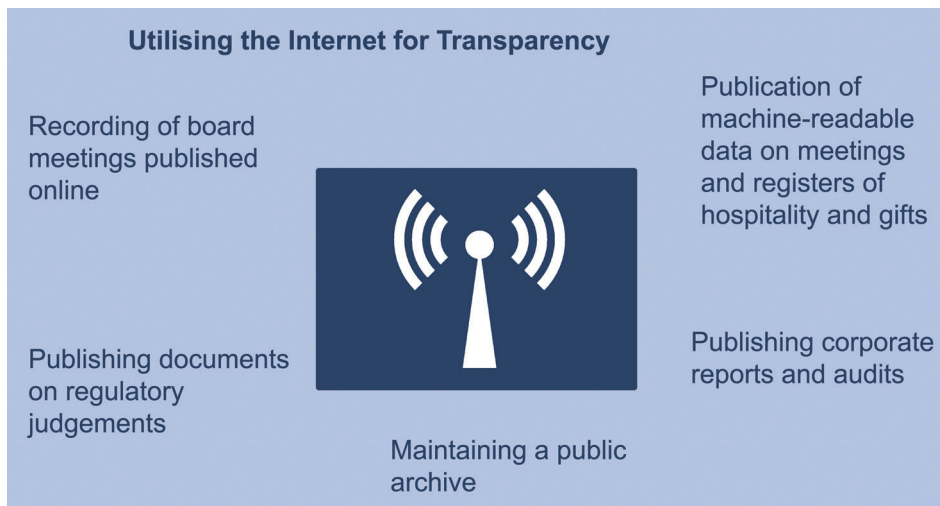 Utilising the Internet for Transparency
Recording of board
meetings published
online
Publication of
machine-readable
data on meetings
and registers of
hospitality and gifts
Publishing documents
on regulatory
judgements
Publishing corporate
reports and audits
Maintaining a public
archive